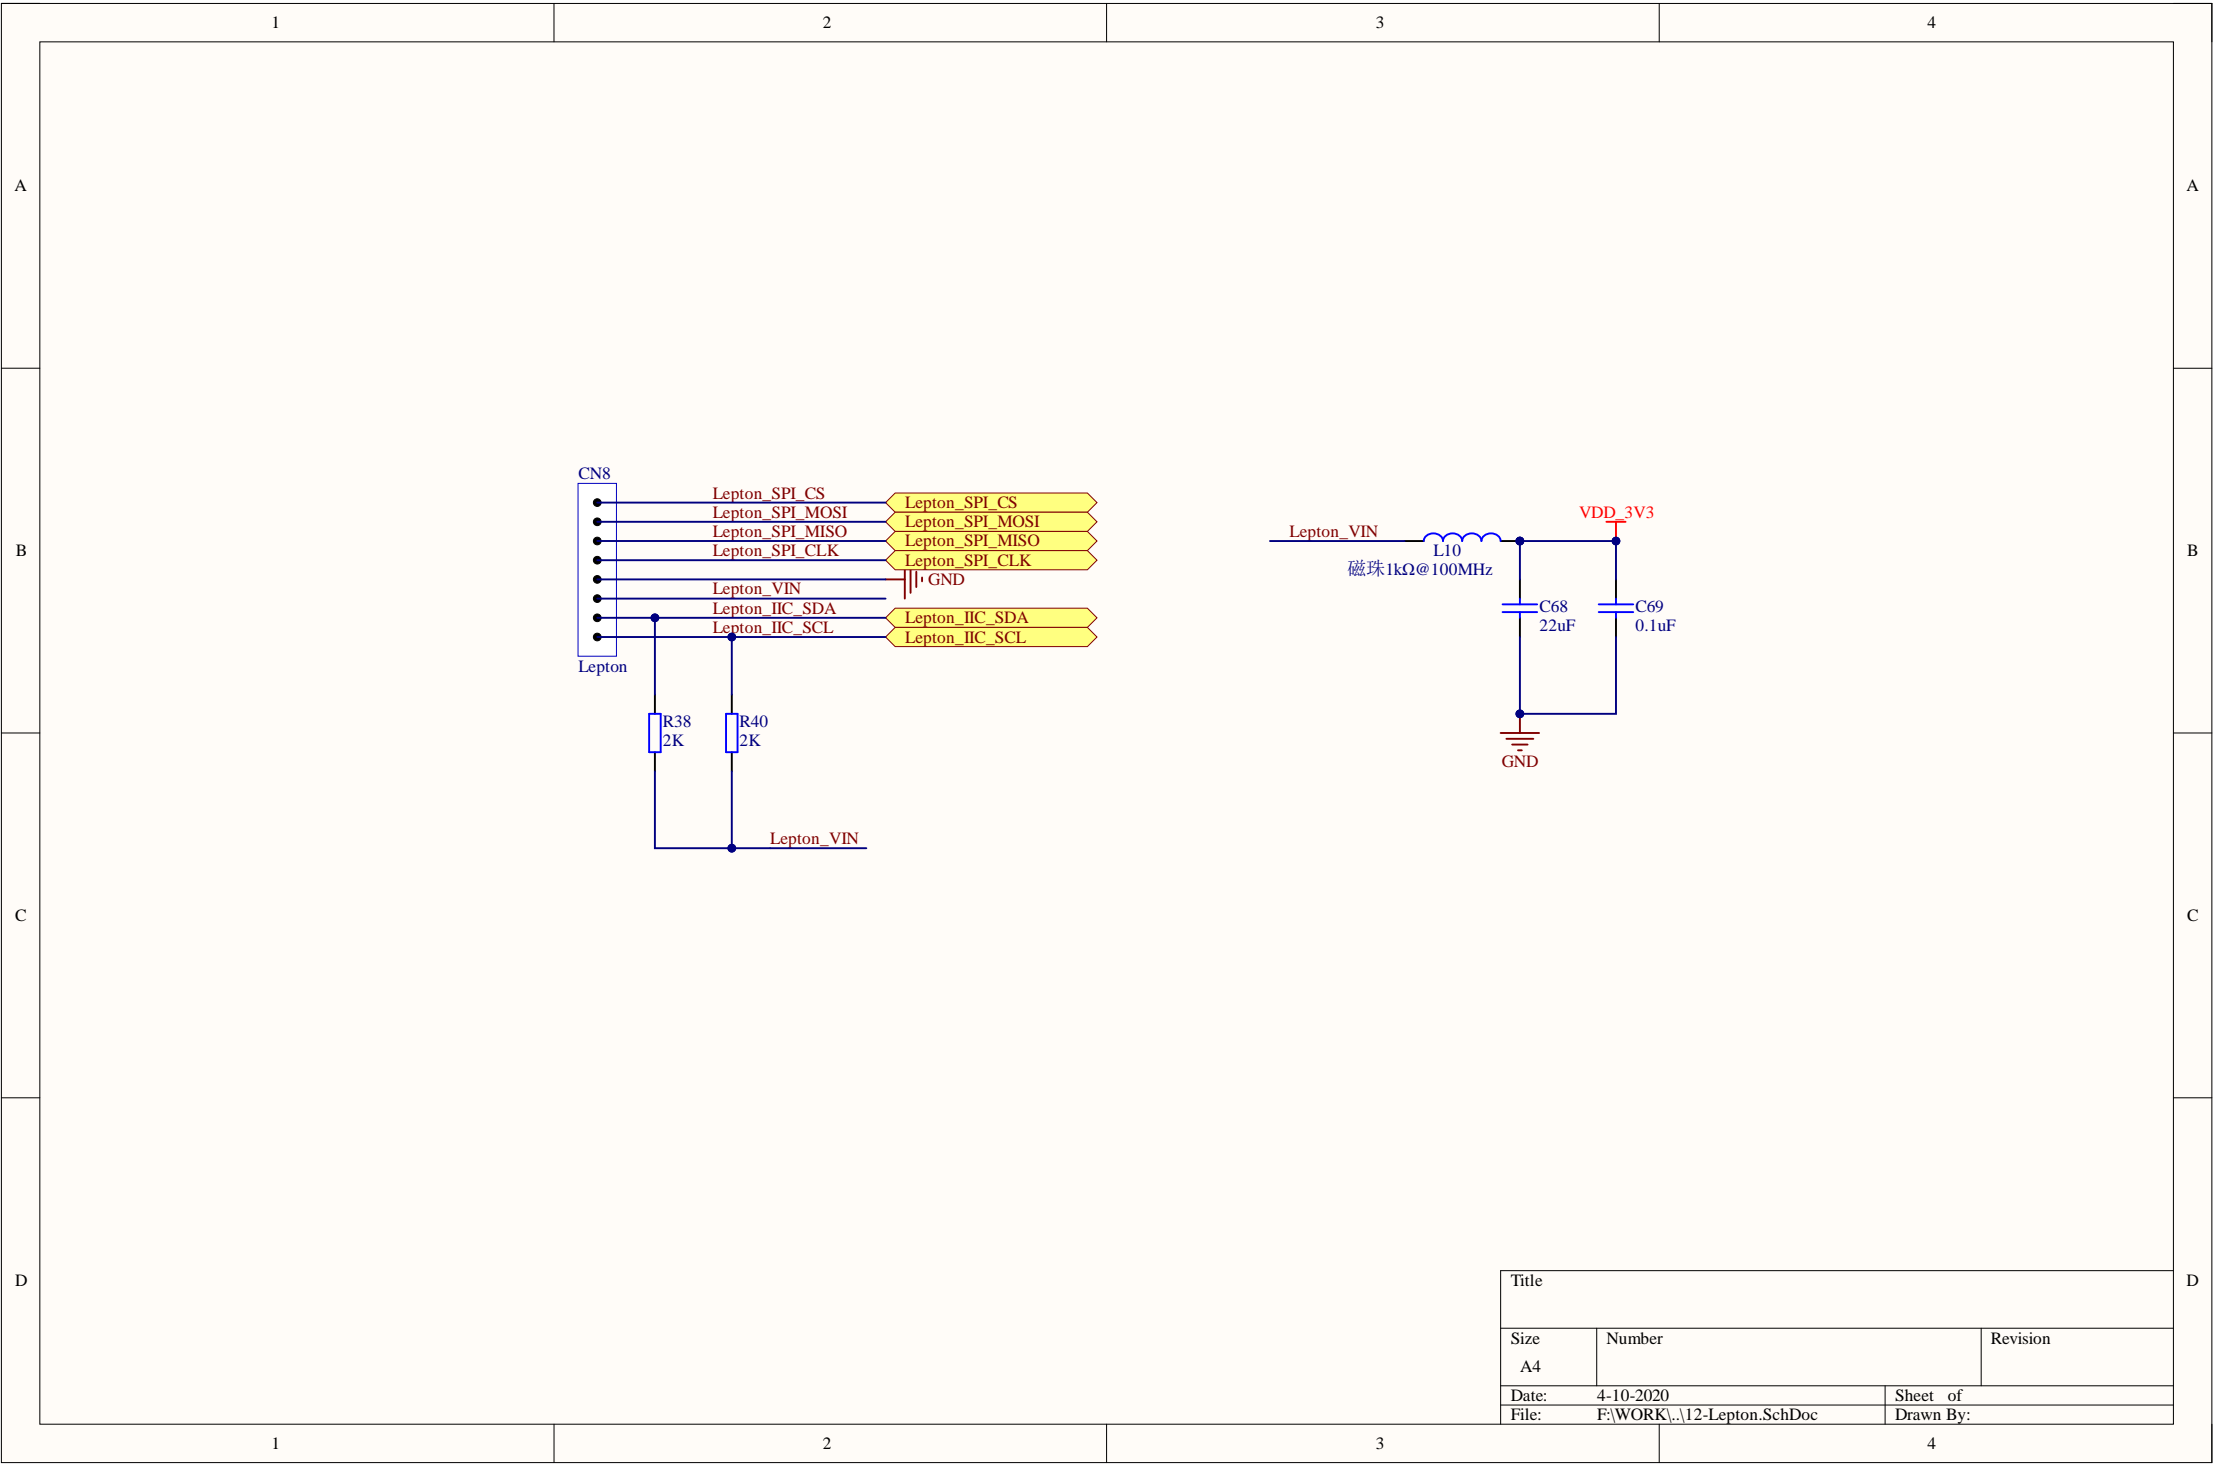 1 2 3 4
A A
CN8
Lepton_SPI_CS Lepton_SPI_CS
Lepton_SPI_MOSI Lepton_SPI_MOSI
VDD_3V3
Lepton_SPI_MISO Lepton_SPI_MISO
Lepton_VIN
Lepton_SPI_CLK Lepton_SPI_CLK
B L10 B
磁珠1kΩ@100MHz
GND
Lepton_VIN
Lepton_IIC_SDA Lepton_IIC_SDA
C68 C69
22uF 0.1uF
Lepton_IIC_SCL Lepton_IIC_SCL
Lepton
R38 R40
2K 2K
GND
Lepton_VIN
C C
D D
Title
Size Number Revision
A4
Date: 4-10-2020 Sheet of
File: F:\WORK\..\12-Lepton.SchDoc Drawn By:
1 2 3 4